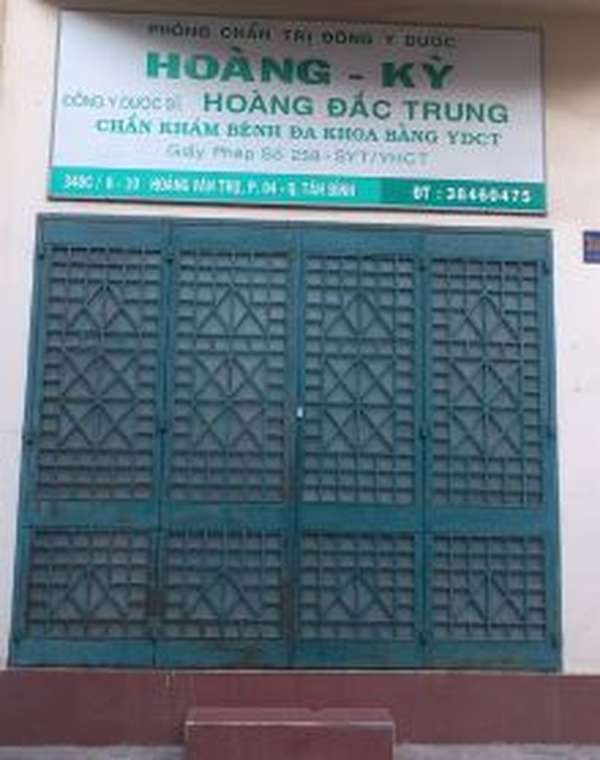 PHÒNG CHẨN TRỊ ĐÔNG Y DƯỢC
HOÀNG - KỲ
ĐÔNG Y DƯỢC SĨ HOÀNG ĐẮC TRUNG
CHẨN KHÁM BỆNH ĐA KHOA BẰNG YDCT
Giấy Phép Số 258 - SYT/YHCT
HOÀNG VĂN THỤ, P. 04 - Q. TÂN BÌNH ĐT : 38460475